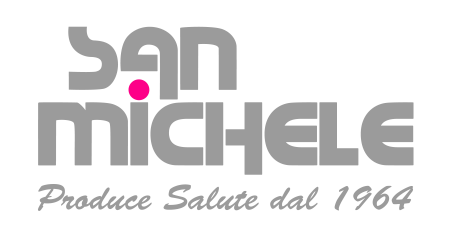 SAN
MiCHELE
Produce Salute dal 1964